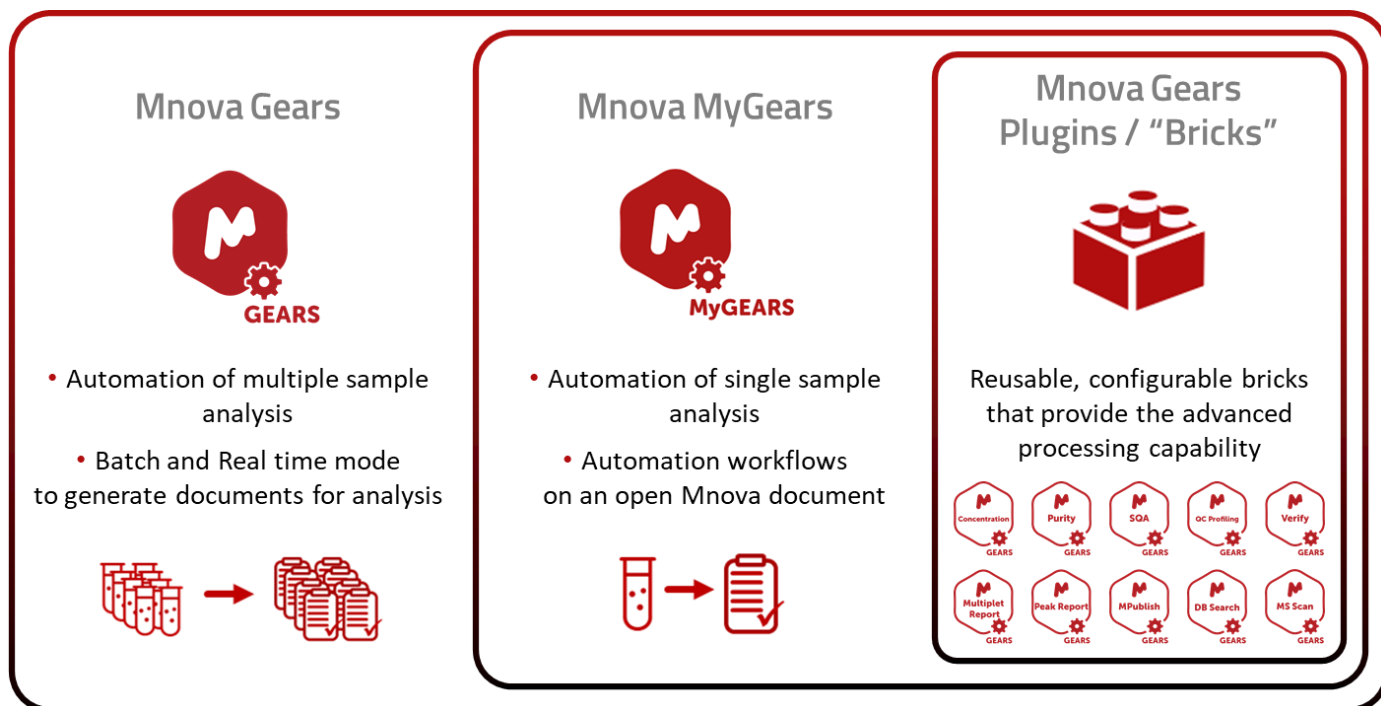 Mnova Gears
GEARS
• Automation of multiple sample
analysis
• Batch and Real time mode
to generate documents for analysis
Mnova MyGears
MyGEARS
• Automation of single sample
analysis
• Automation workflows
on an open Mnova document
Mnova Gears
Plugins / “Bricks”
Reusable, configurable bricks
that provide the advanced
processing capability
Concentration
GEARS
Purity
GEARS
SQA
GEARS
QC Profiling
GEARS
Verify
GEARS
Multiplet
Report
GEARS
Peak Report
GEARS
MPublish
GEARS
DB Search
GEARS
MS Scan
GEARS